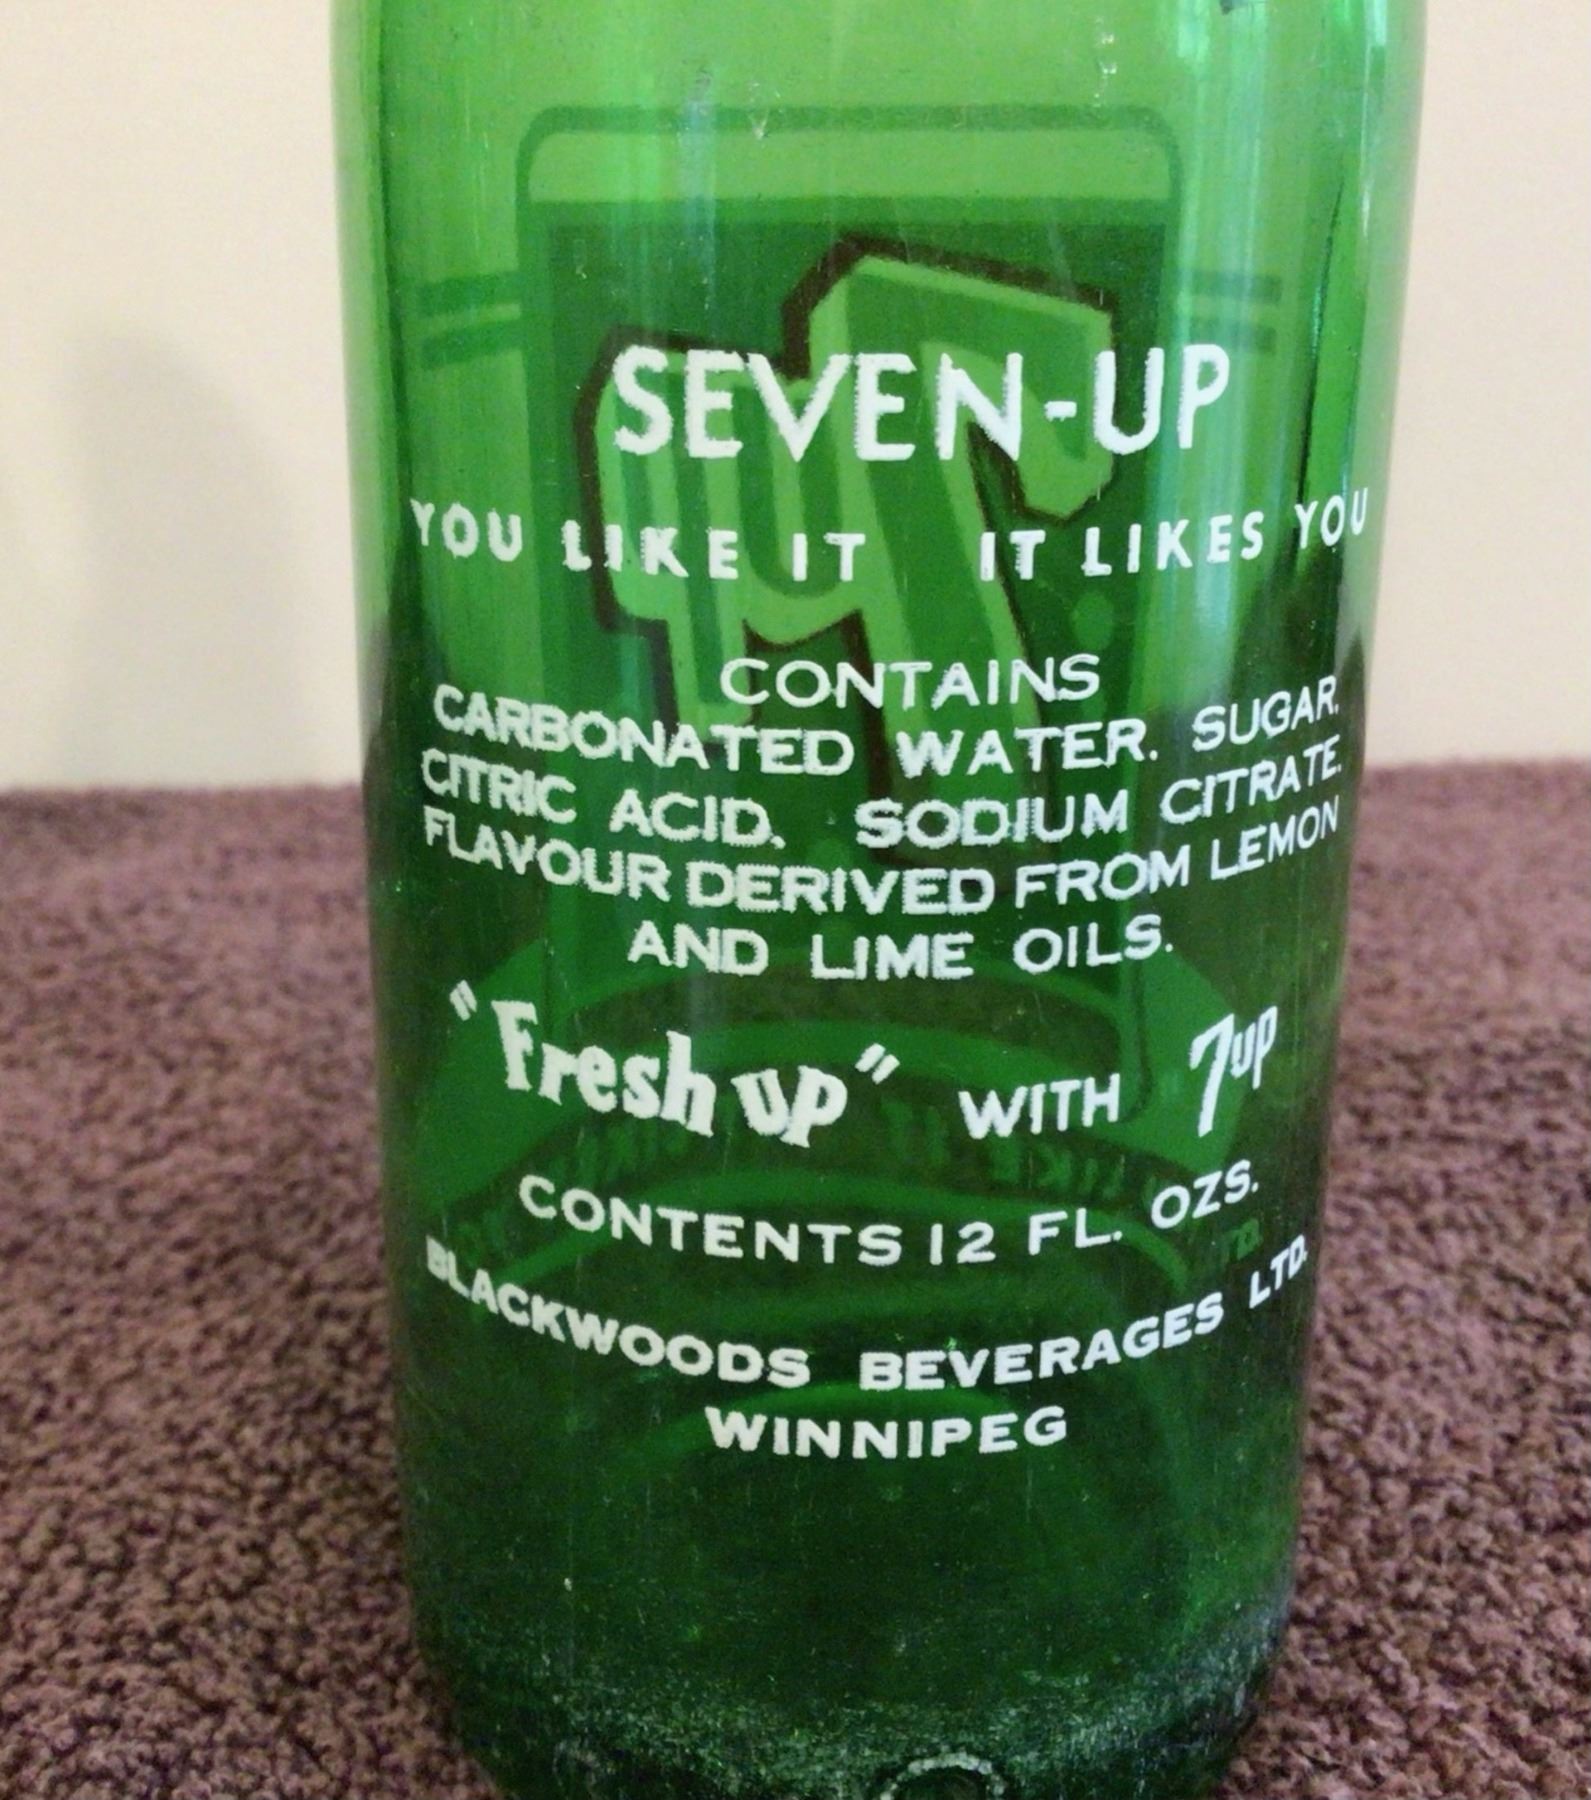 SEVEN-UP
YOU LIKE IT IT LIKES YOU
CONTAINS
CARBONATED WATER. SUGAR.
CITRIC ACID. SODIUM CITRATE.
FLAVOUR DERIVED FROM LEMON
AND LIME OILS.
"Fresh up" WITH 7up
CONTENTS 12 FL. OZS.
BLACKWOODS BEVERAGES LTD.
WINNIPEG
7up